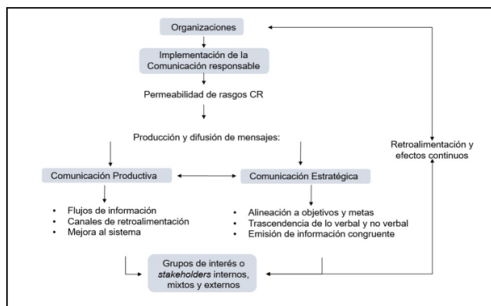 Organizaciones
Implementación de la
Comunicación responsable
Permeabilidad de rasgos CR
Producción y difusión de mensajes:
Retroalimentación y
efectos continuos
Comunicación Productiva
Comunicación Estratégica
• Flujos de información
• Canales de retroalimentación
• Mejora al sistema
• Alineación a objetivos y metas
• Trascendencia de lo verbal y no verbal
• Emisión de información congruente
Grupos de interés o
stakeholders internos,
mixtos y externos